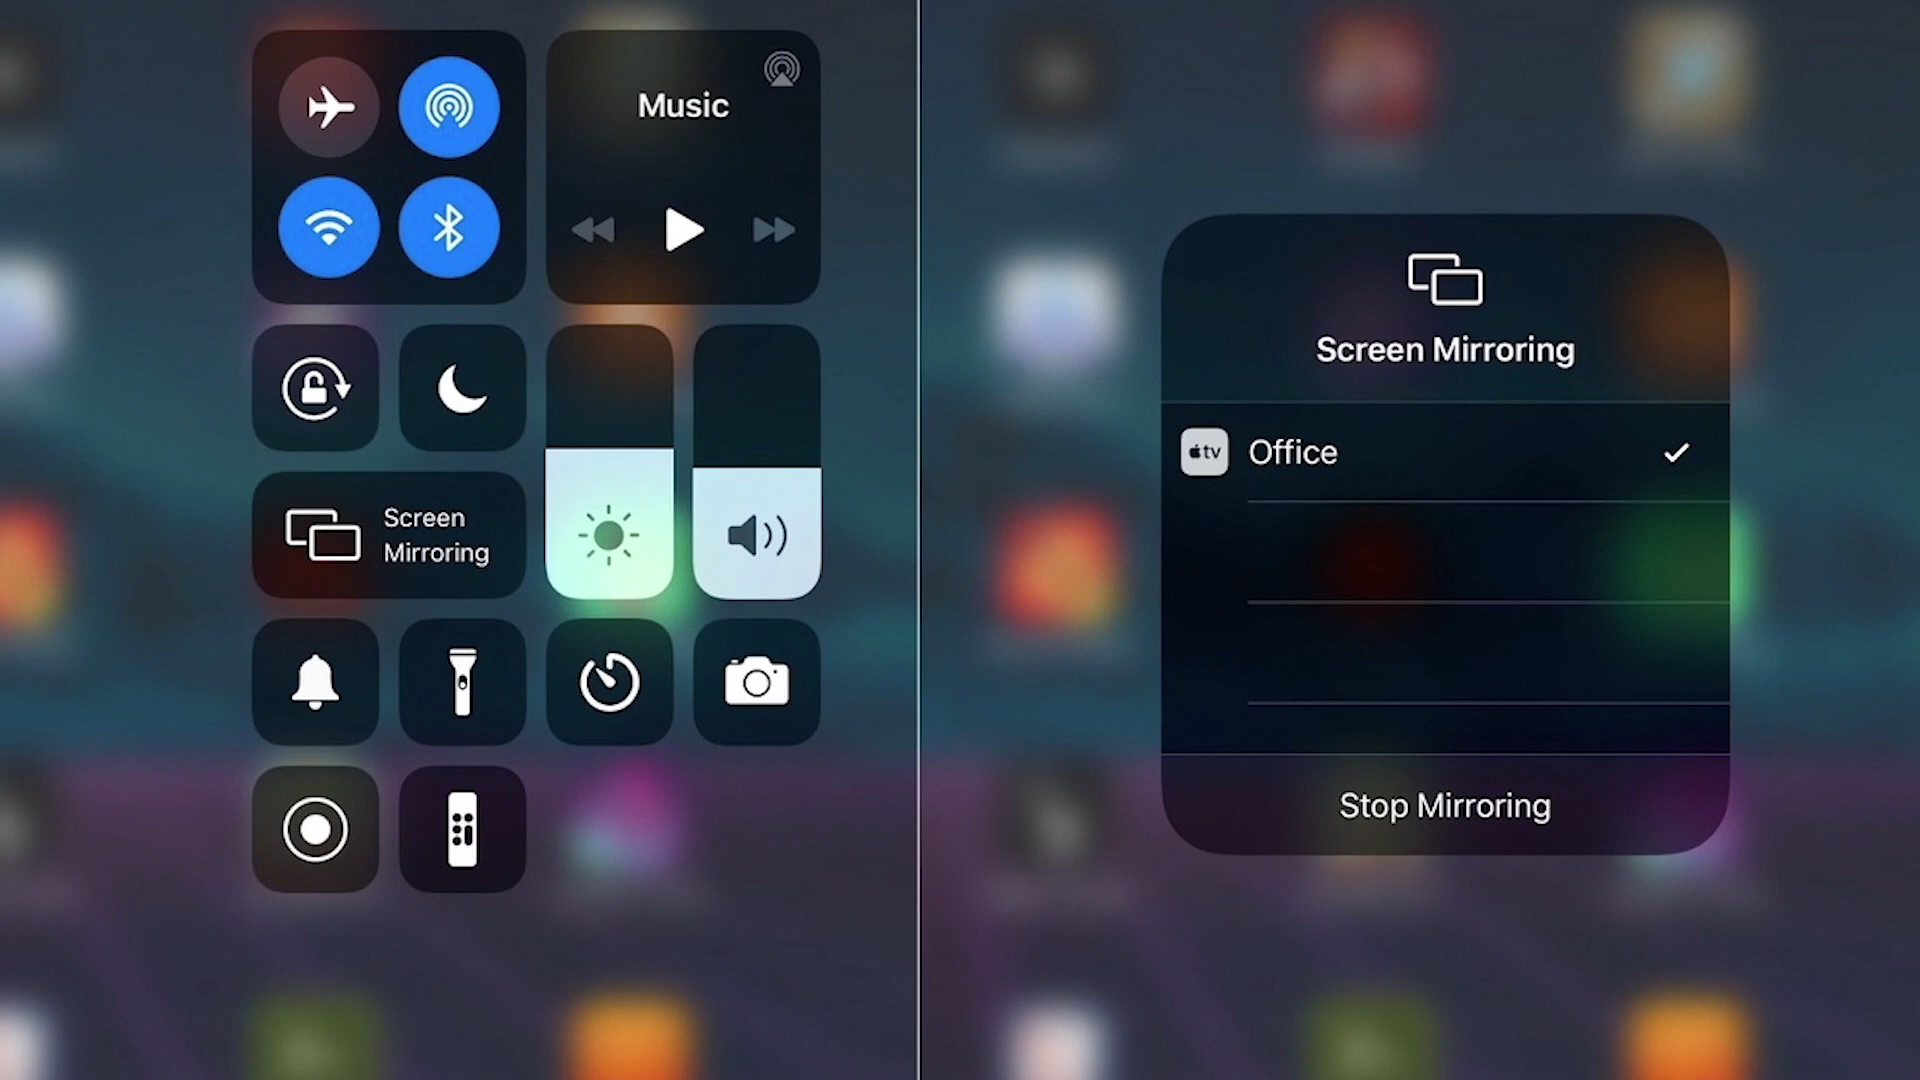 Music
Screen
Mirroring
Screen Mirroring
tv Office
Stop Mirroring